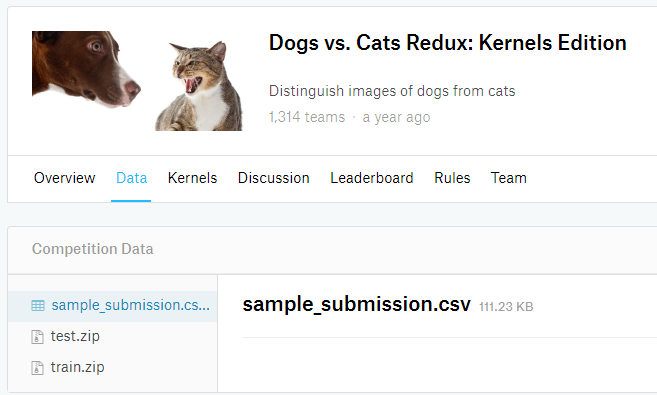 Dogs vs. Cats Redux: Kernels Edition
Distinguish images of dogs from cats
1,314 teams · a year ago
Overview Data Kernels Discussion Leaderboard Rules Team
Competition Data
sample_submission.cs... sample_submission.csv 111.23 KB
test.zip
train.zip